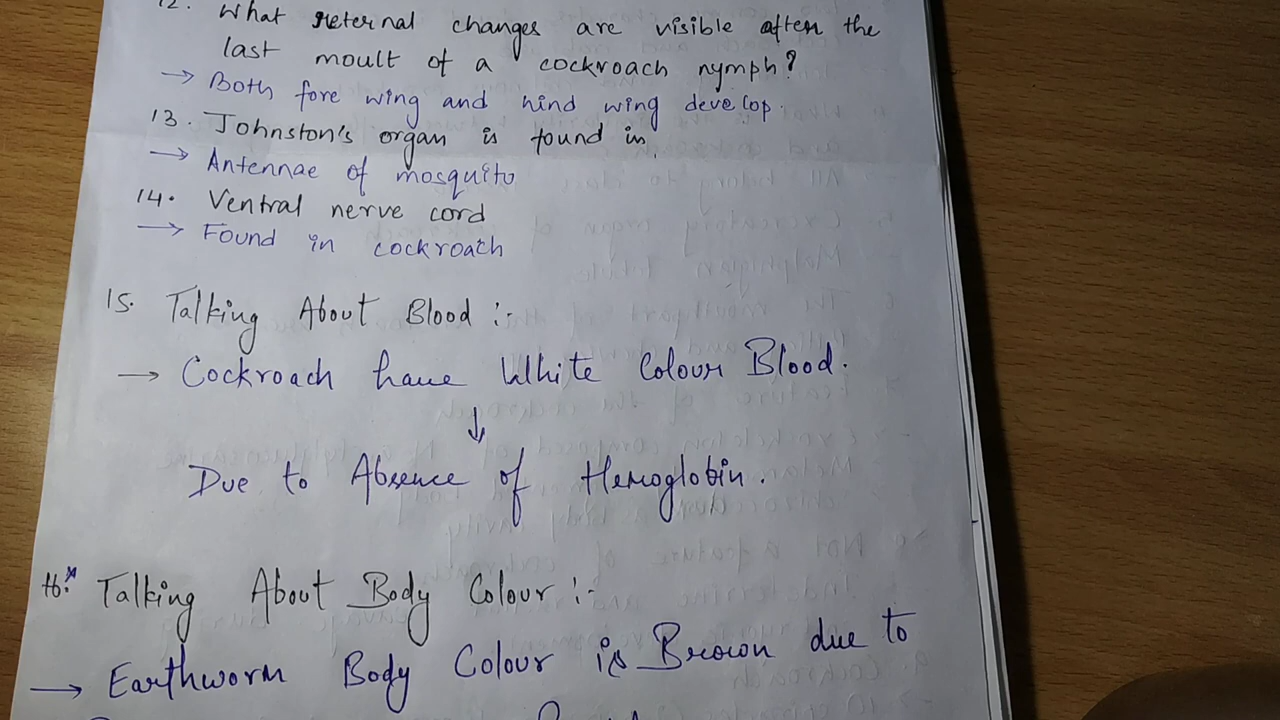 12. What external changes are visible after the
last moult of a cockroach nymph?
→ Both fore wing and hind wing develop.
13. Johnston's organ is found in.
→ Antennae of mosquito
14. Ventral nerve cord
→ Found in cockroach
15. Talking About Blood :-
→ Cockroach have White Colour Blood.
↓
Due to Absence of Hemoglobin.
16.* Talking About Body Colour :-
→ Earthworm Body Colour is Brown due to